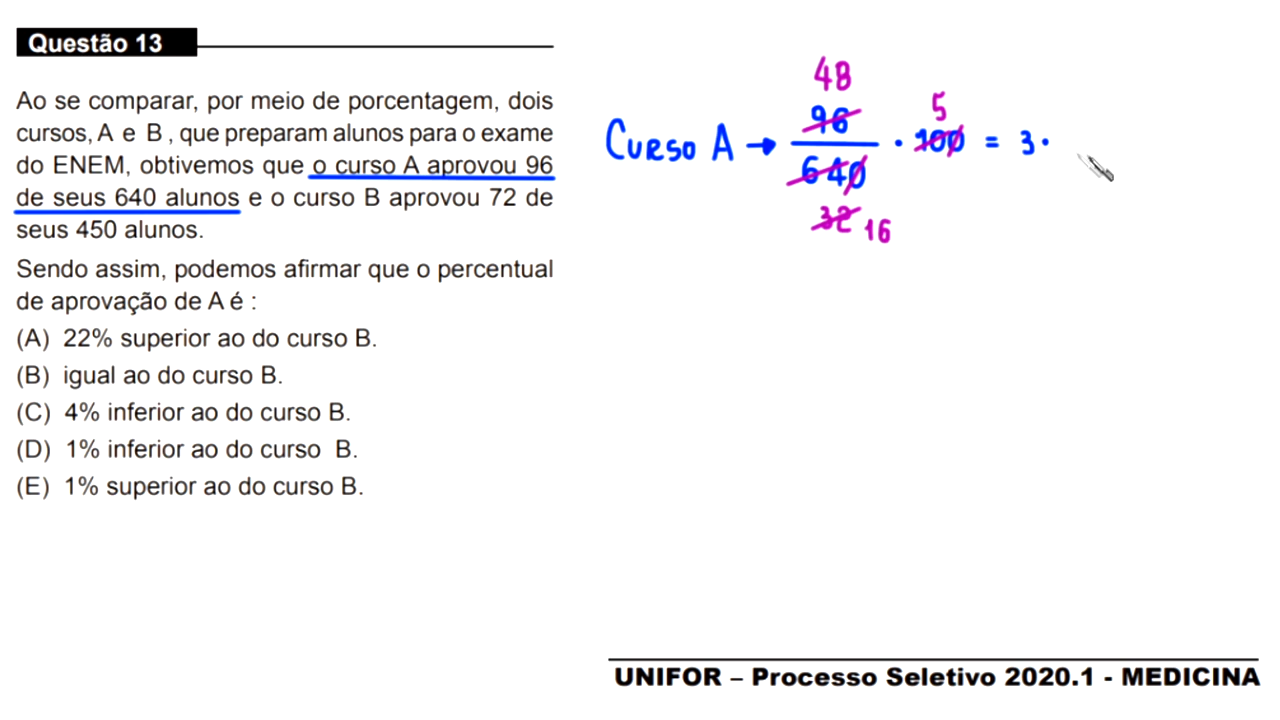 Questão 13
Ao se comparar, por meio de porcentagem, dois
cursos, A e B , que preparam alunos para o exame
do ENEM, obtivemos que o curso A aprovou 96
de seus 640 alunos e o curso B aprovou 72 de
seus 450 alunos.
Sendo assim, podemos afirmar que o percentual
de aprovação de A é :
(A) 22% superior ao do curso B.
(B) igual ao do curso B.
(C) 4% inferior ao do curso B.
(D) 1% inferior ao do curso B.
(E) 1% superior ao do curso B.
48
96 5
CURSO A → · 100 = 3 ·
640
32 16
UNIFOR – Processo Seletivo 2020.1 - MEDICINA